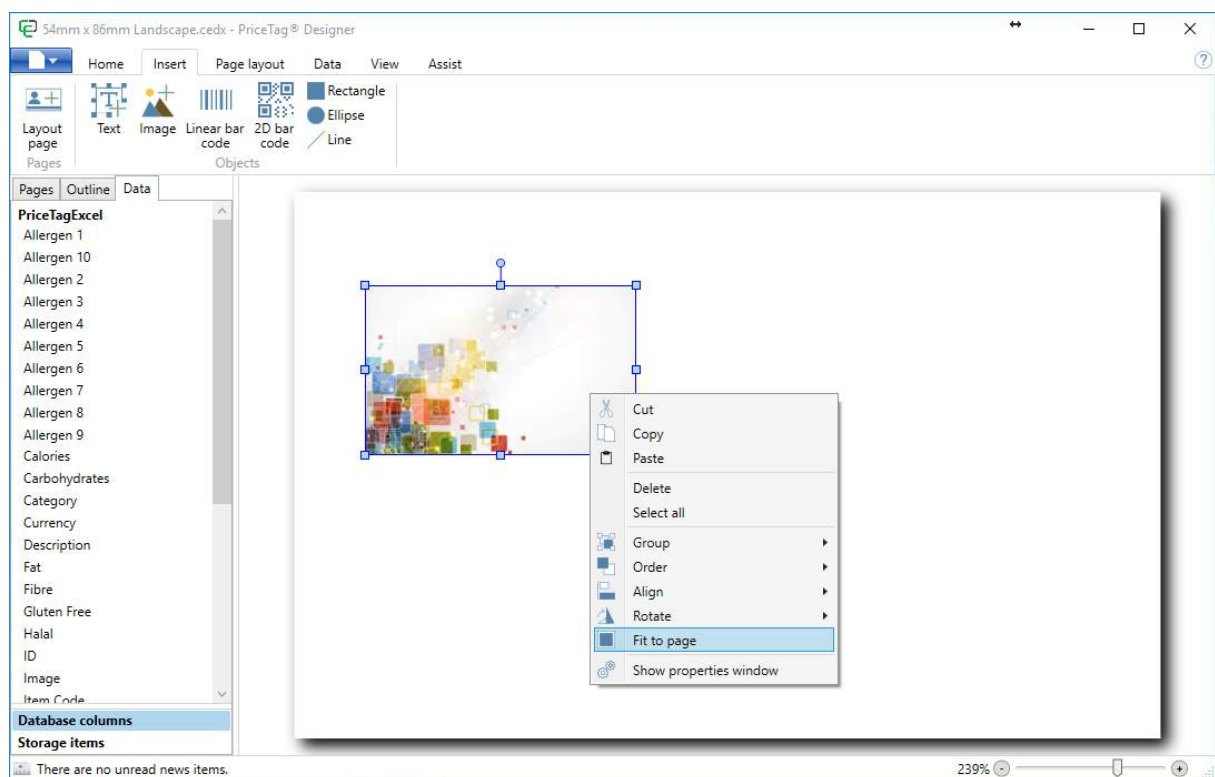 54mm x 86mm Landscape.cedx - PriceTag® Designer
Home Insert Page layout Data View Assist
Layout page
Text
Image
Linear bar code
2D bar code
Rectangle
Ellipse
Line
Pages
Objects
Pages Outline Data
PriceTagExcel
Allergen 1
Allergen 10
Allergen 2
Allergen 3
Allergen 4
Allergen 5
Allergen 6
Allergen 7
Allergen 8
Allergen 9
Calories
Carbohydrates
Category
Currency
Description
Fat
Fibre
Gluten Free
Halal
ID
Image
Item Code
Database columns
Storage items
Cut
Copy
Paste
Delete
Select all
Group
Order
Align
Rotate
Fit to page
Show properties window
There are no unread news items.
239%